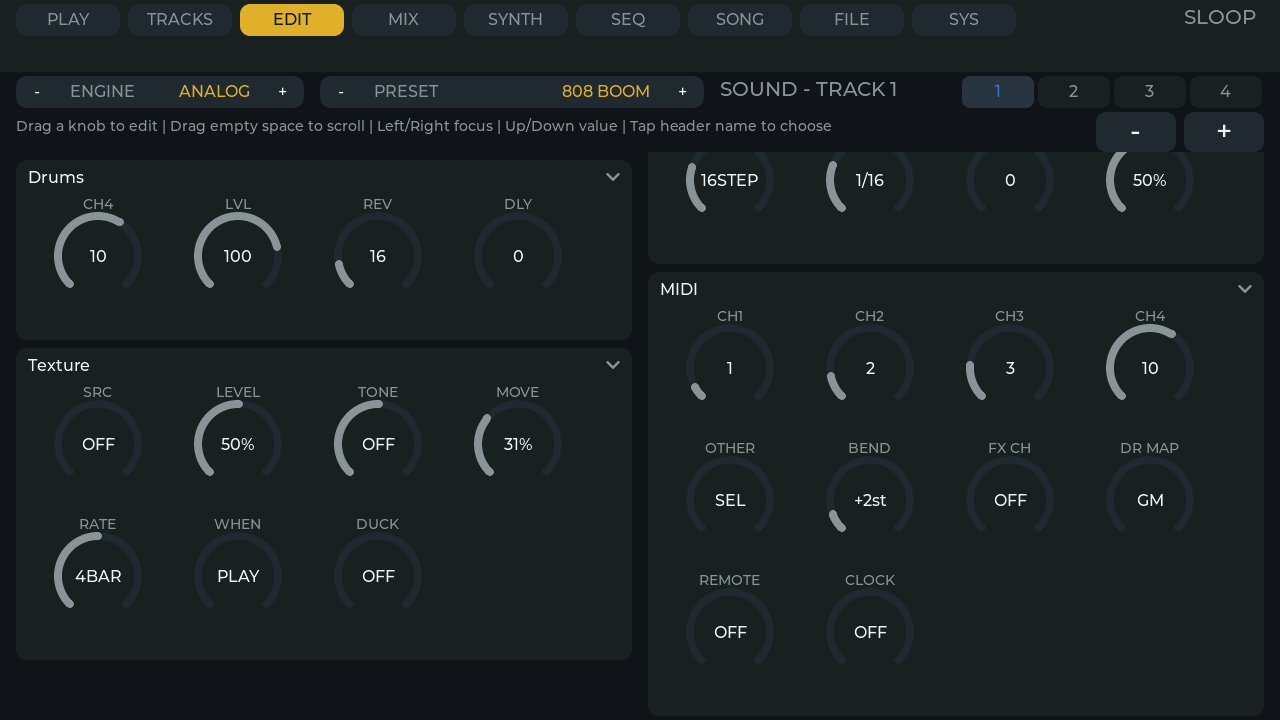 PLAY TRACKS EDIT MIX SYNTH SEQ SONG FILE SYS SLOOP
- ENGINE ANALOG + - PRESET 808 BOOM + SOUND - TRACK 1 1 2 3 4
Drag a knob to edit | Drag empty space to scroll | Left/Right focus | Up/Down value | Tap header name to choose - +
Drums
CH4 LVL REV DLY
10 100 16 0
Texture
SRC LEVEL TONE MOVE
OFF 50% OFF 31%
RATE WHEN DUCK
4BAR PLAY OFF
16STEP 1/16 0 50%
MIDI
CH1 CH2 CH3 CH4
1 2 3 10
OTHER BEND FX CH DR MAP
SEL +2st OFF GM
REMOTE CLOCK
OFF OFF